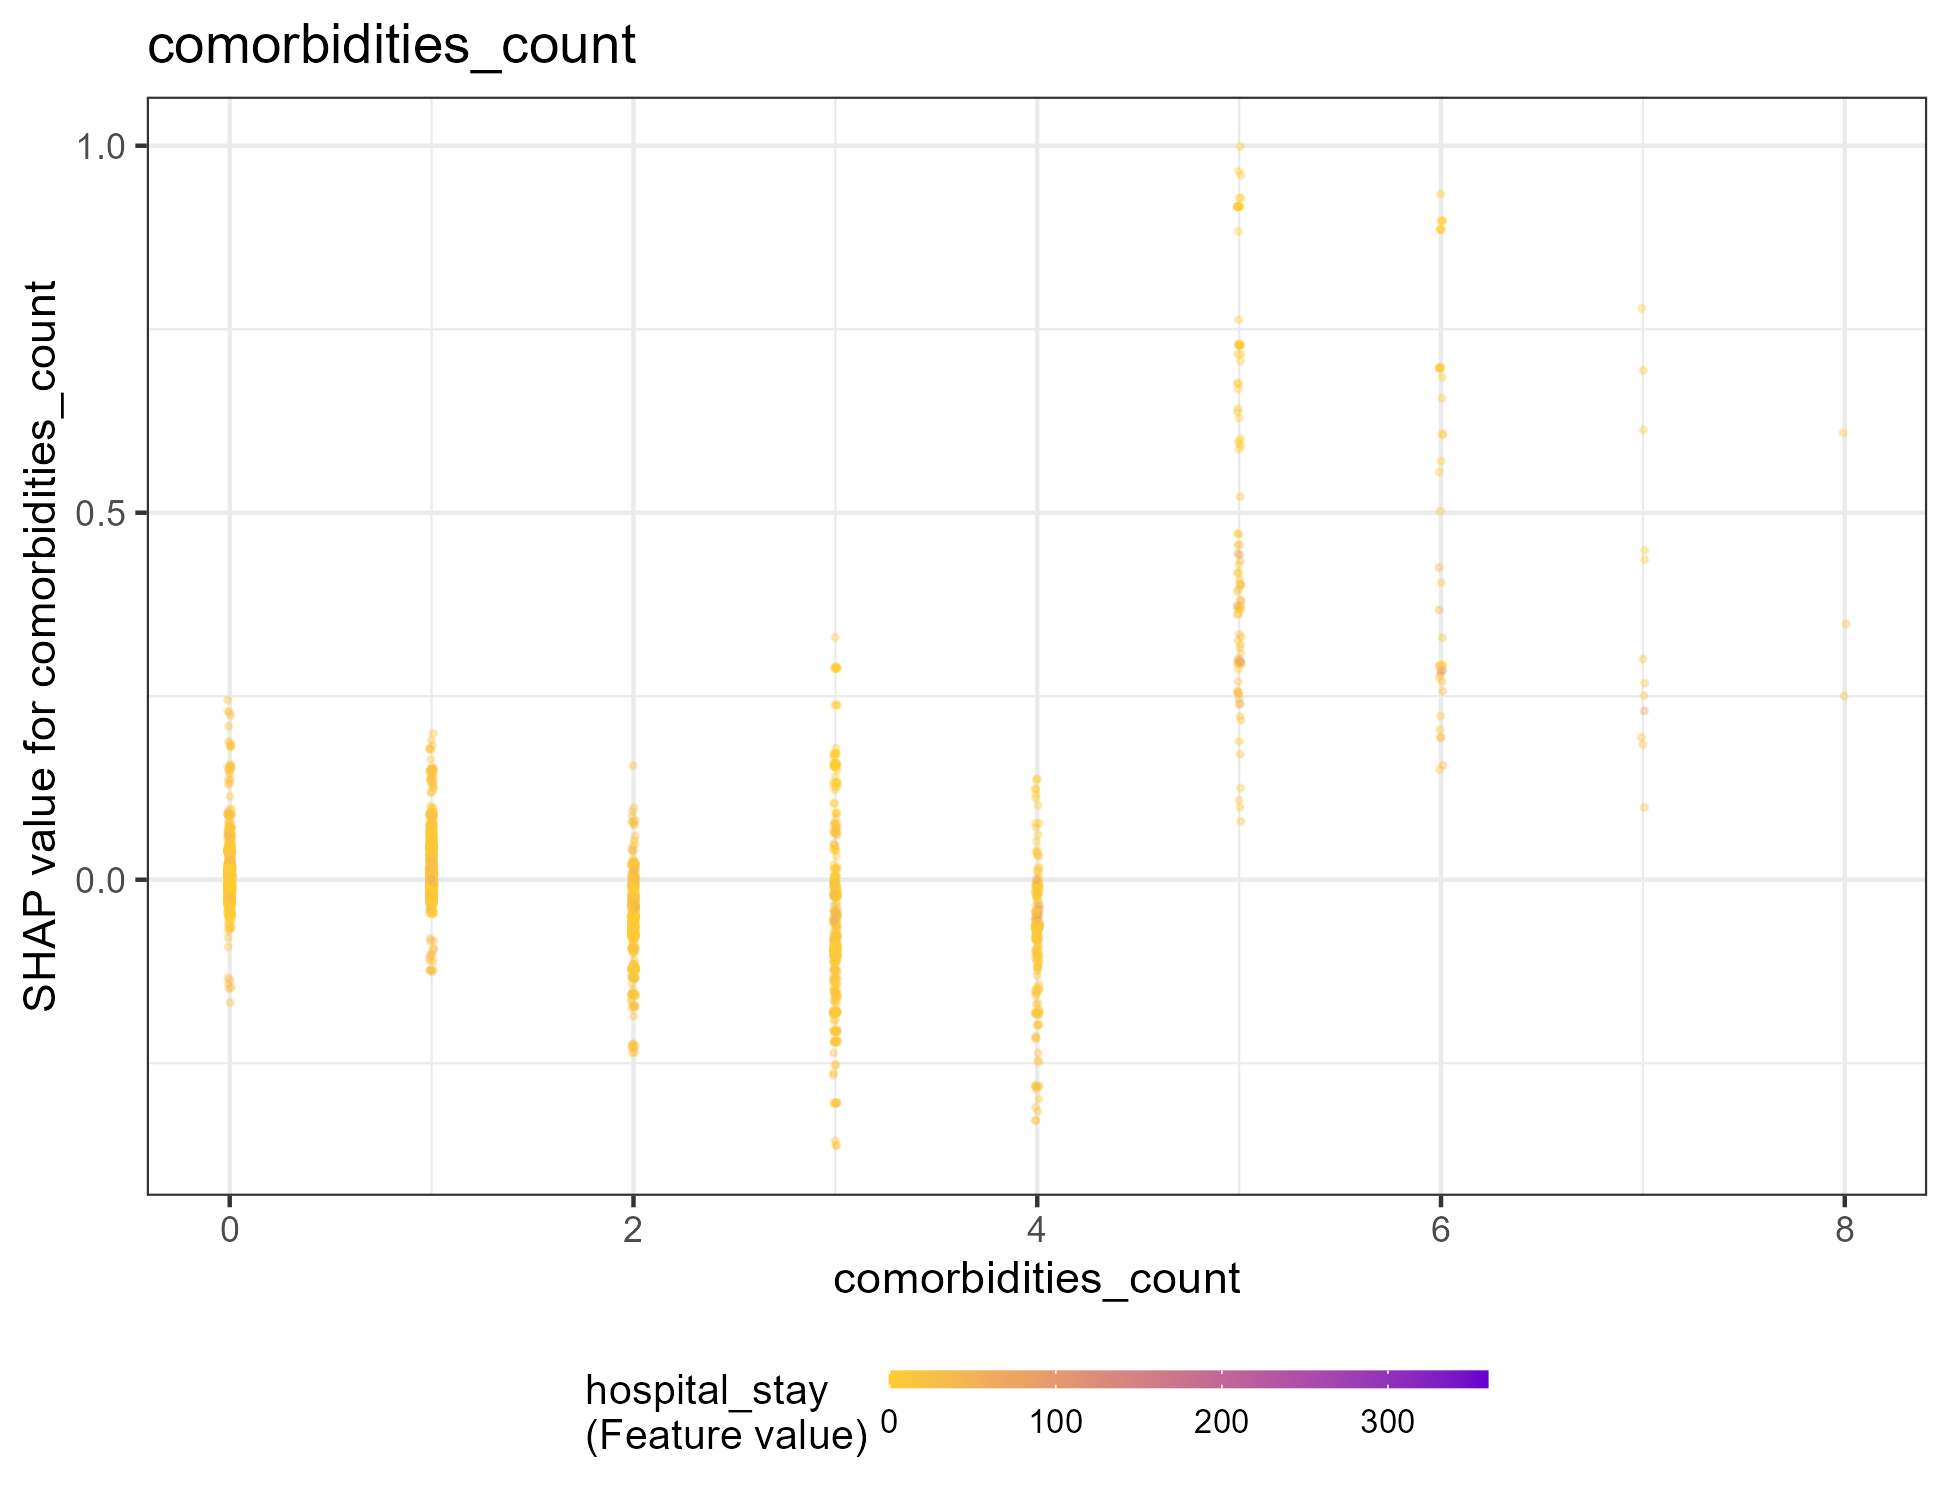 comorbidities_count
SHAP value for comorbidities_count
1.0
0.5
0.0
0 2 4 6 8
comorbidities_count
hospital_stay
(Feature value)
0 100 200 300